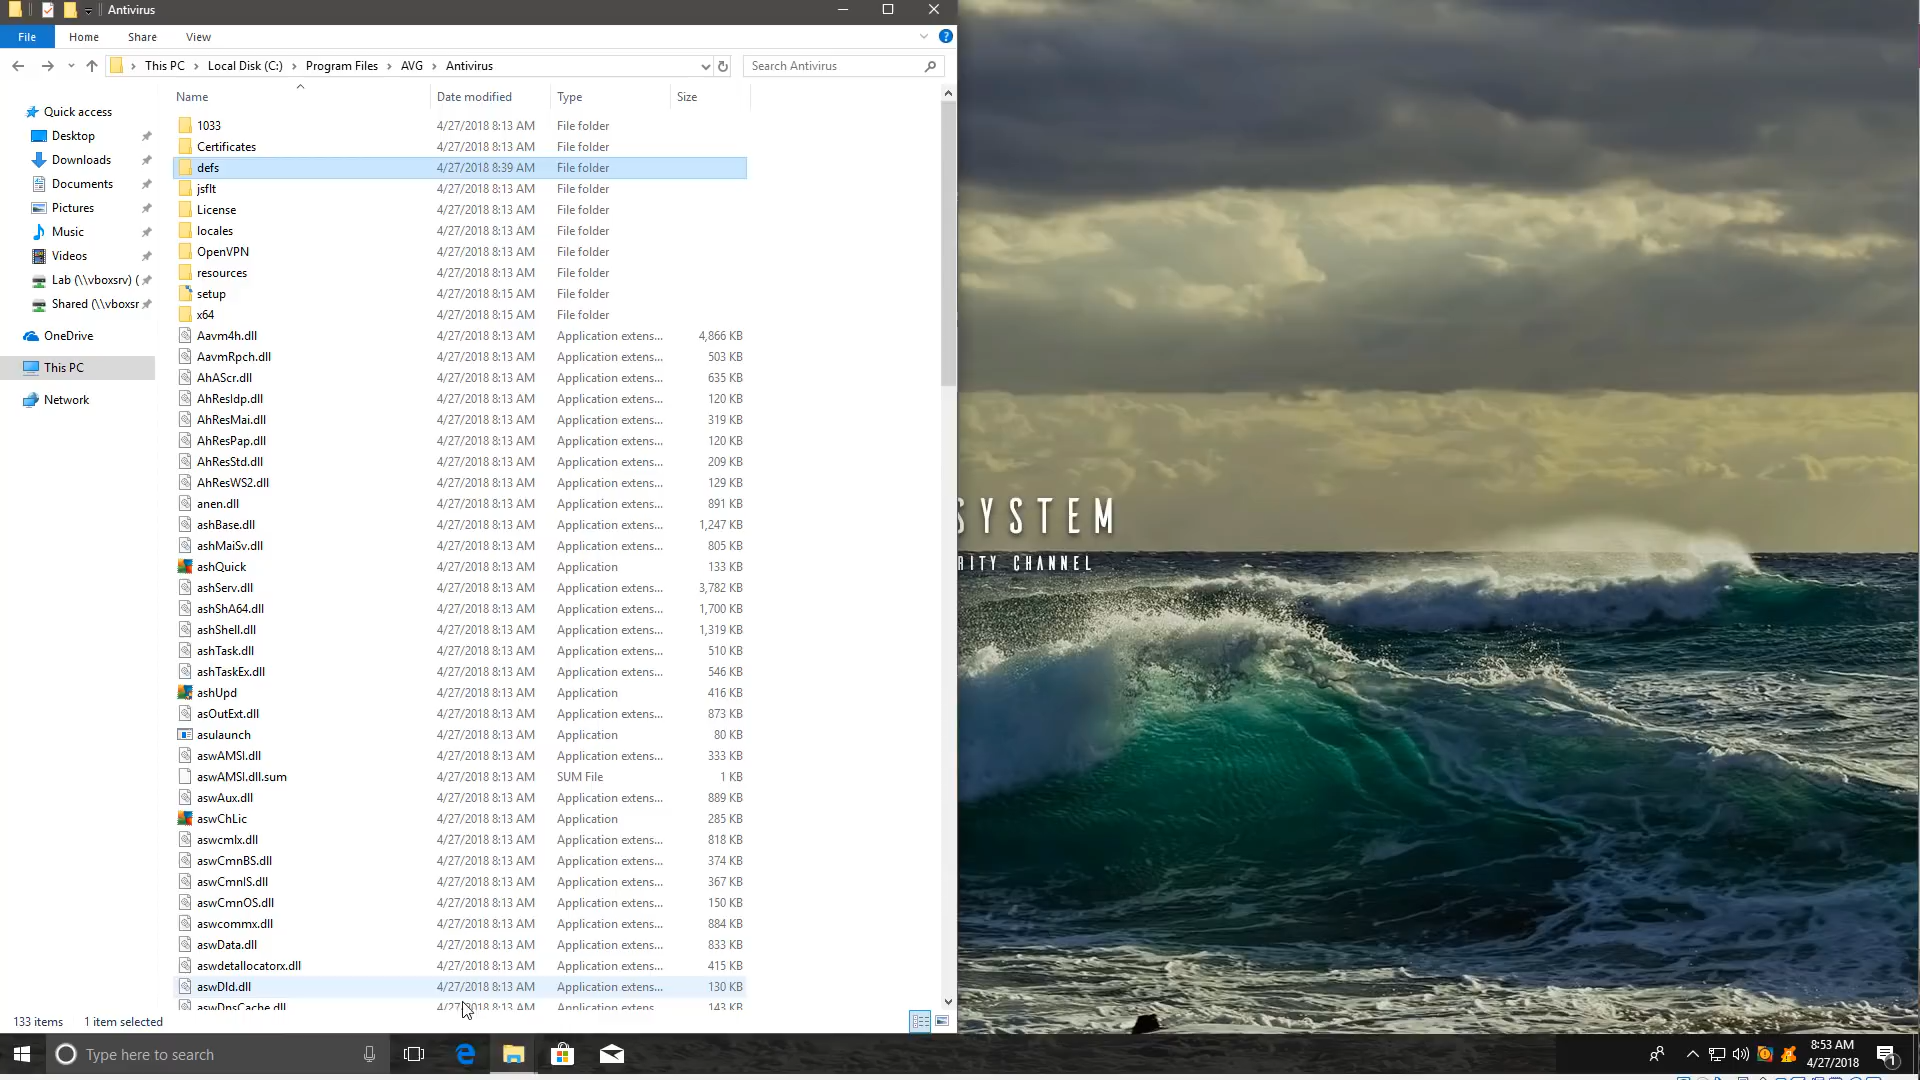 Antivirus
File Home Share View
This PC Local Disk (C:) Program Files AVG Antivirus Search Antivirus
Name Date modified Type Size
Quick access
Desktop
Downloads
Documents
Pictures
Music
Videos
Lab (\\vboxsrv) (
Shared (\\vboxsr
OneDrive
This PC
Network
1033 4/27/2018 8:13 AM File folder
Certificates 4/27/2018 8:13 AM File folder
defs 4/27/2018 8:39 AM File folder
jsflt 4/27/2018 8:13 AM File folder
License 4/27/2018 8:13 AM File folder
locales 4/27/2018 8:13 AM File folder
OpenVPN 4/27/2018 8:13 AM File folder
resources 4/27/2018 8:13 AM File folder
setup 4/27/2018 8:15 AM File folder
x64 4/27/2018 8:15 AM File folder
Aavm4h.dll 4/27/2018 8:13 AM Application extens... 4,866 KB
AavmRpch.dll 4/27/2018 8:13 AM Application extens... 503 KB
AhAScr.dll 4/27/2018 8:13 AM Application extens... 635 KB
AhResIdp.dll 4/27/2018 8:13 AM Application extens... 120 KB
AhResMai.dll 4/27/2018 8:13 AM Application extens... 319 KB
AhResPap.dll 4/27/2018 8:13 AM Application extens... 120 KB
AhResStd.dll 4/27/2018 8:13 AM Application extens... 209 KB
AhResWS2.dll 4/27/2018 8:13 AM Application extens... 129 KB
anen.dll 4/27/2018 8:13 AM Application extens... 891 KB
ashBase.dll 4/27/2018 8:13 AM Application extens... 1,247 KB
ashMaiSv.dll 4/27/2018 8:13 AM Application extens... 805 KB
ashQuick 4/27/2018 8:13 AM Application 133 KB
ashServ.dll 4/27/2018 8:13 AM Application extens... 3,782 KB
ashShA64.dll 4/27/2018 8:13 AM Application extens... 1,700 KB
ashShell.dll 4/27/2018 8:13 AM Application extens... 1,319 KB
ashTask.dll 4/27/2018 8:13 AM Application extens... 510 KB
ashTaskEx.dll 4/27/2018 8:13 AM Application extens... 546 KB
ashUpd 4/27/2018 8:13 AM Application 416 KB
asOutExt.dll 4/27/2018 8:13 AM Application extens... 873 KB
asulaunch 4/27/2018 8:13 AM Application 80 KB
aswAMSI.dll 4/27/2018 8:13 AM Application extens... 333 KB
aswAMSI.dll.sum 4/27/2018 8:13 AM SUM File 1 KB
aswAux.dll 4/27/2018 8:13 AM Application extens... 889 KB
aswChLic 4/27/2018 8:13 AM Application 285 KB
aswcmlx.dll 4/27/2018 8:13 AM Application extens... 818 KB
aswCmnBS.dll 4/27/2018 8:13 AM Application extens... 374 KB
aswCmnIS.dll 4/27/2018 8:13 AM Application extens... 367 KB
aswCmnOS.dll 4/27/2018 8:13 AM Application extens... 150 KB
aswcommx.dll 4/27/2018 8:13 AM Application extens... 884 KB
aswData.dll 4/27/2018 8:13 AM Application extens... 833 KB
aswdetallocatorx.dll 4/27/2018 8:13 AM Application extens... 415 KB
aswDld.dll 4/27/2018 8:13 AM Application extens... 130 KB
aswDnsCache.dll 4/27/2018 8:13 AM Application extens... 143 KB
133 items 1 item selected
SYSTEM
RITY CHANNEL
Type here to search
8:53 AM
4/27/2018
1